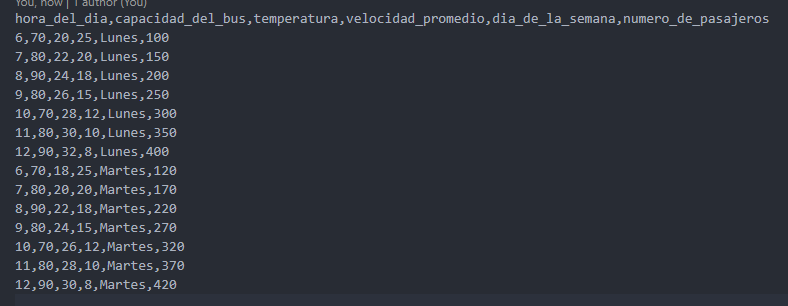 You, now | 1 author (You)
hora_del_dia,capacidad_del_bus,temperatura,velocidad_promedio,dia_de_la_semana,numero_de_pasajeros
6,70,20,25,Lunes,100
7,80,22,20,Lunes,150
8,90,24,18,Lunes,200
9,80,26,15,Lunes,250
10,70,28,12,Lunes,300
11,80,30,10,Lunes,350
12,90,32,8,Lunes,400
6,70,18,25,Martes,120
7,80,20,20,Martes,170
8,90,22,18,Martes,220
9,80,24,15,Martes,270
10,70,26,12,Martes,320
11,80,28,10,Martes,370
12,90,30,8,Martes,420